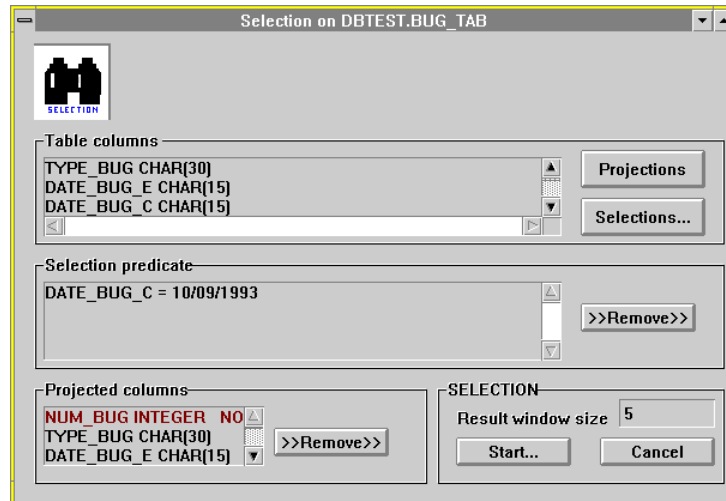 Selection on DBTEST.BUG_TAB
SELECTION
Table columns
TYPE_BUG CHAR(30)
DATE_BUG_E CHAR(15)
DATE_BUG_C CHAR(15)
Projections
Selections...
Selection predicate
DATE_BUG_C = 10/09/1993
>>Remove>>
Projected columns
NUM_BUG INTEGER NO
TYPE_BUG CHAR(30)
DATE_BUG_E CHAR(15)
>>Remove>>
SELECTION
Result window size 5
Start... Cancel